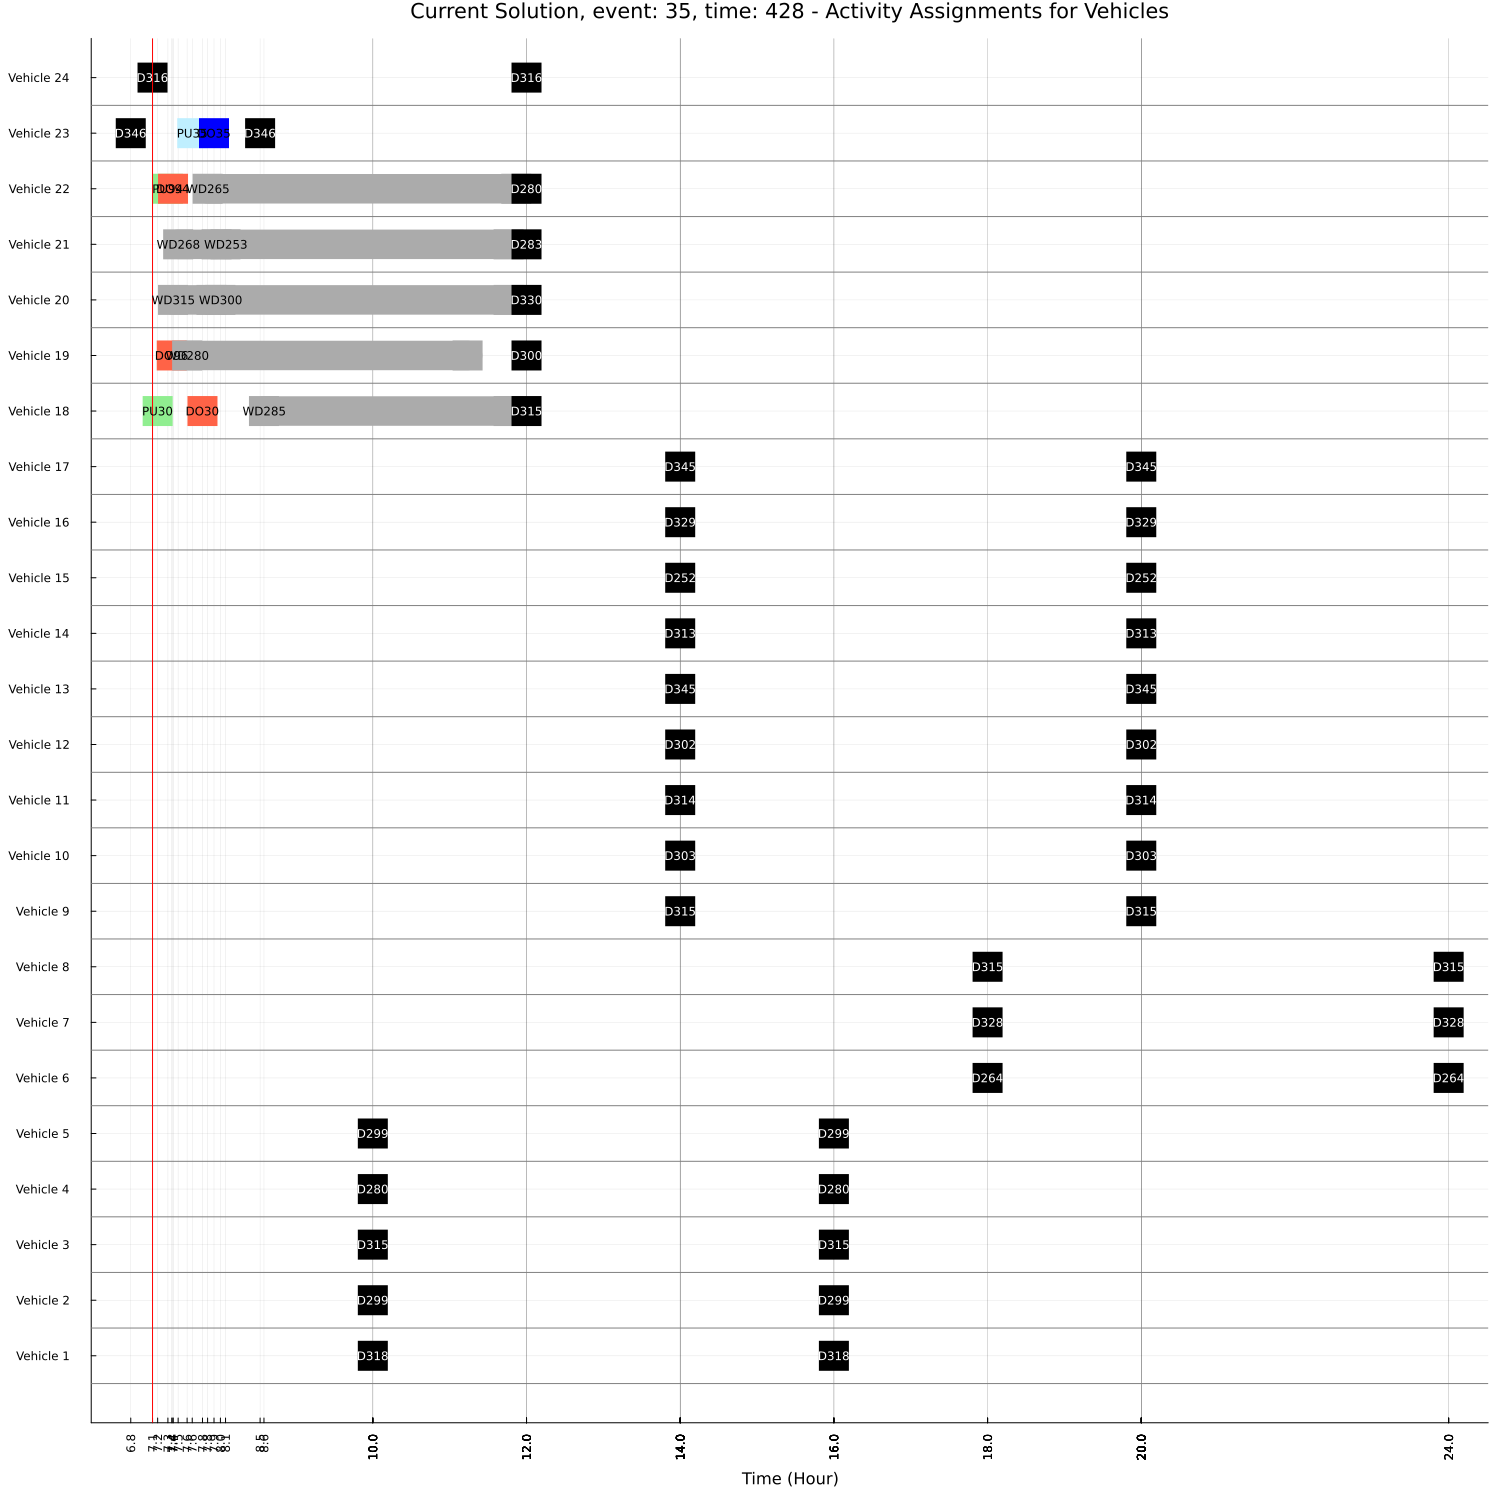 Current Solution, event: 35, time: 428 - Activity Assignments for Vehicles
Vehicle 24 D316 D316
Vehicle 23 D346 D346
Vehicle 22 WD265 D280
Vehicle 21 WD268 WD253 D283
Vehicle 20 WD315 WD300 D330
Vehicle 19 D300
Vehicle 18 PU30 DO30 WD285 D315
Vehicle 17 D345 D345
Vehicle 16 D329 D329
Vehicle 15 D252 D252
Vehicle 14 D313 D313
Vehicle 13 D345 D345
Vehicle 12 D302 D302
Vehicle 11 D314 D314
Vehicle 10 D303 D303
Vehicle 9 D315 D315
Vehicle 8 D315 D315
Vehicle 7 D328 D328
Vehicle 6 D264 D264
Vehicle 5 D299 D299
Vehicle 4 D280 D280
Vehicle 3 D315 D315
Vehicle 2 D299 D299
Vehicle 1 D318 D318
6.8 7.1 7.2 8.1 10.0 12.0 14.0 16.0 18.0 20.0 24.0
Time (Hour)